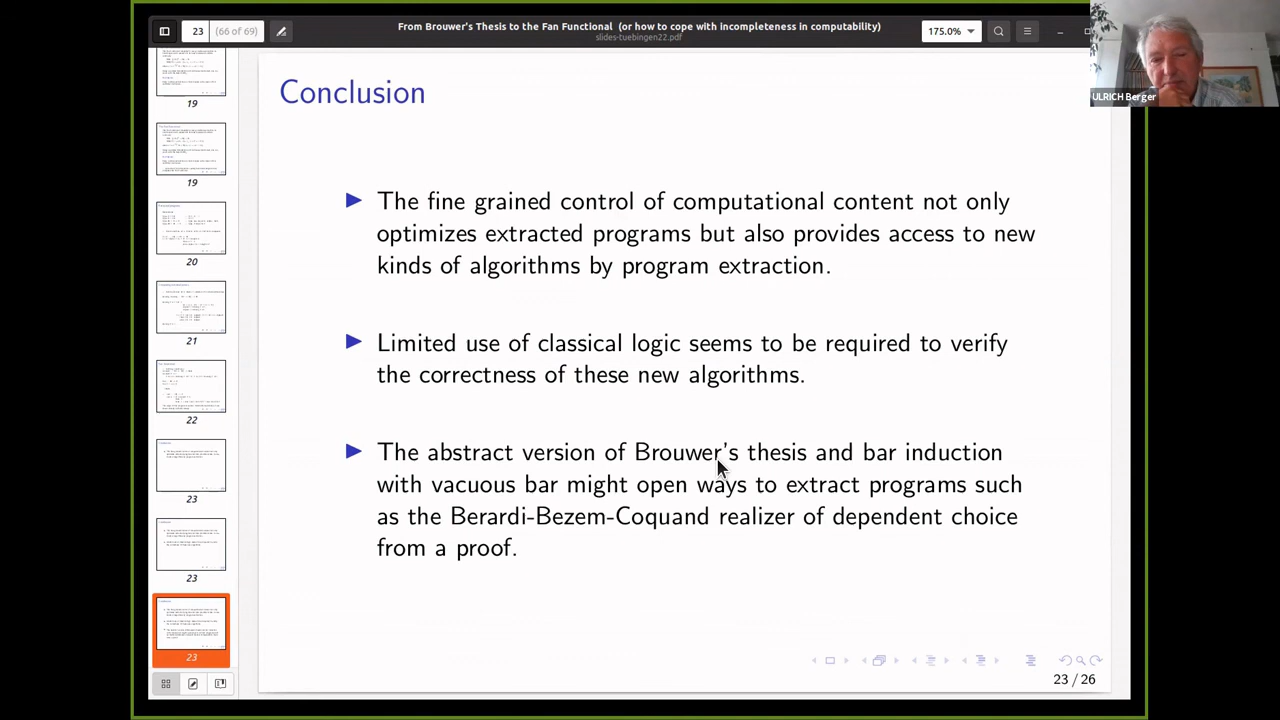 23 (66 of 69)
From Brouwer's Thesis to the Fan Functional (or how to cope with incompleteness in computability)
slides-tuebingen22.pdf
175.0%
ULRICH Berger
19
19
20
21
22
23
23
23
Conclusion
The fine grained control of computational content not only
optimizes extracted programs but also provides access to new
kinds of algorithms by program extraction.
Limited use of classical logic seems to be required to verify
the correctness of these new algorithms.
The abstract version of Brouwer's thesis and bar induction
with vacuous bar might open ways to extract programs such
as the Berardi-Bezem-Coquand realizer of dependent choice
from a proof.
23 / 26